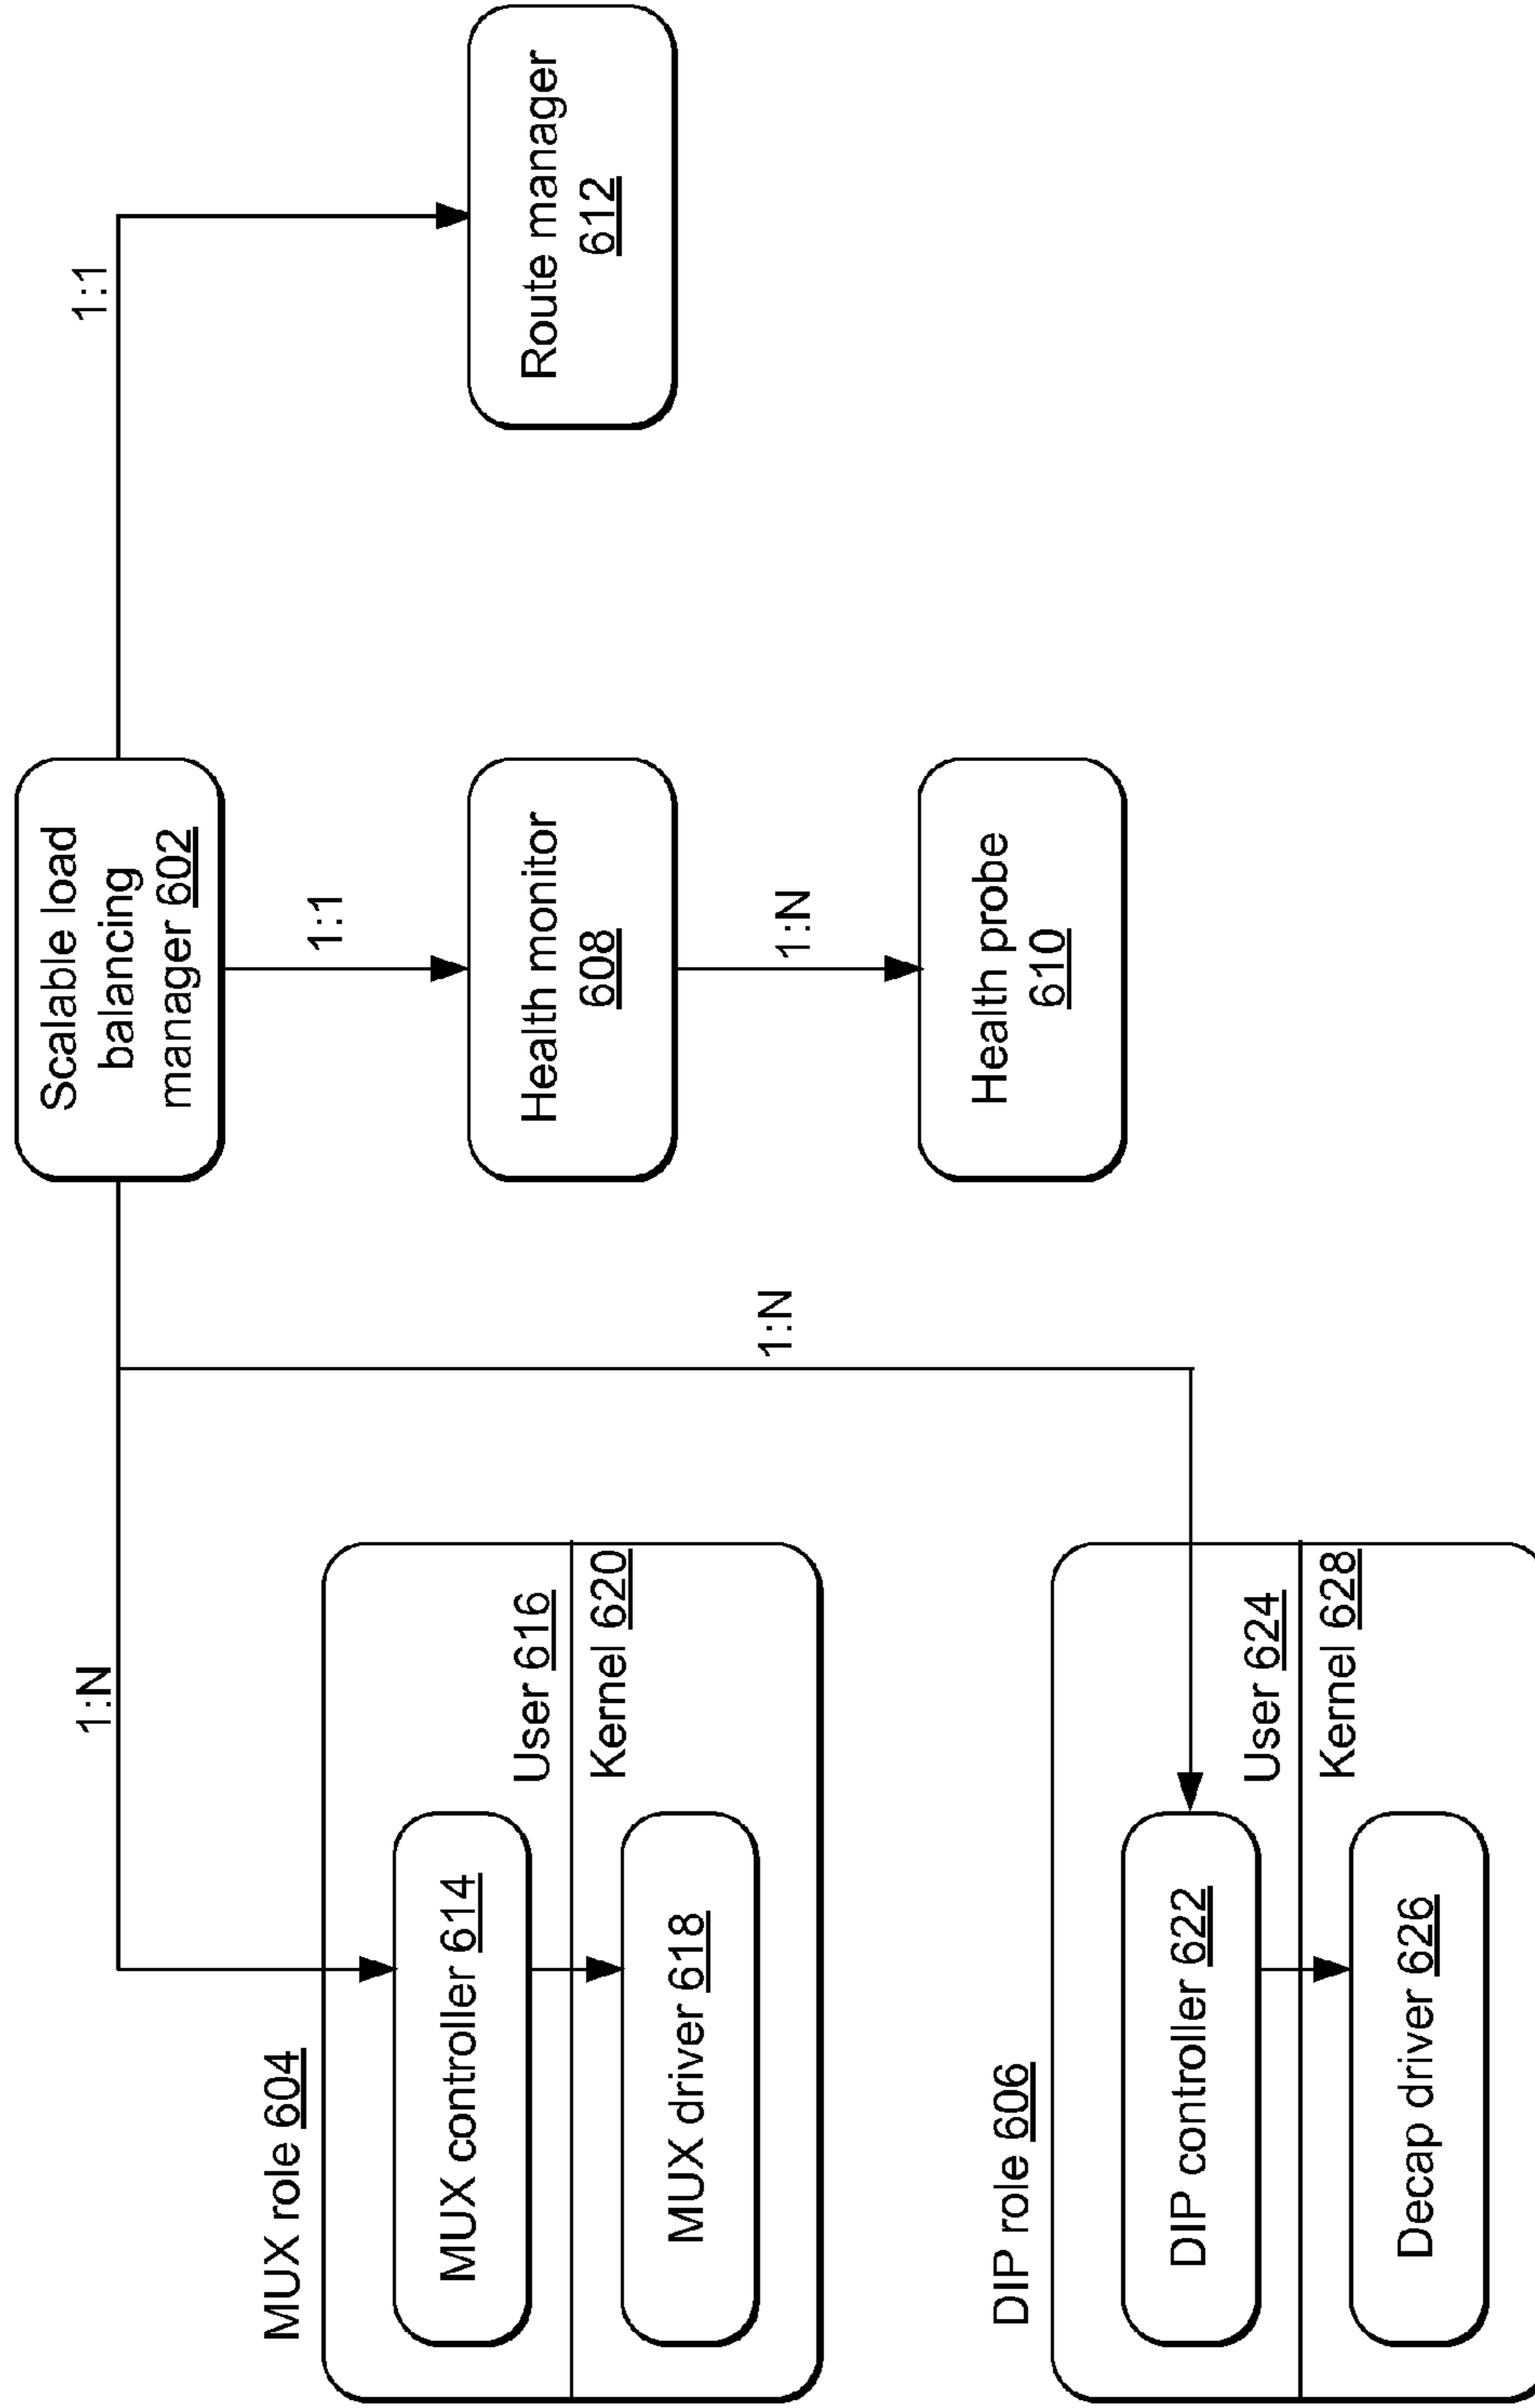 Scalable load
balancing
manager 602
1:N
1:1
1:1
MUX role 604
MUX controller 614
User 616
Kernel 620
MUX driver 618
Health monitor
608
Route manager
612
1:N
1:N
DIP role 606
DIP controller 622
User 624
Kernel 628
Decap driver 626
Health probe
610